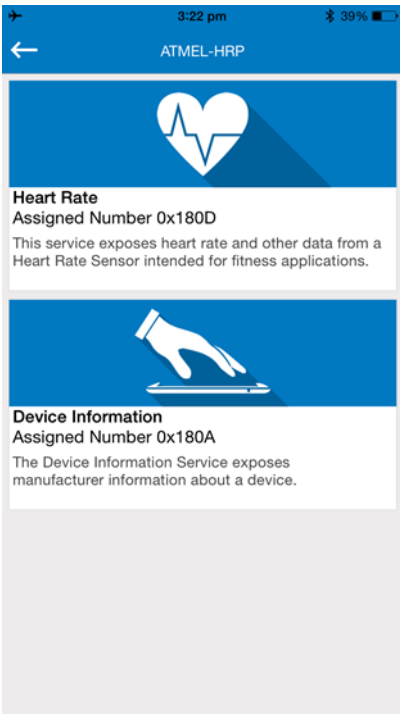 3:22 pm
39%
ATMEL-HRP
Heart Rate
Assigned Number 0x180D
This service exposes heart rate and other data from a
Heart Rate Sensor intended for fitness applications.
Device Information
Assigned Number 0x180A
The Device Information Service exposes
manufacturer information about a device.